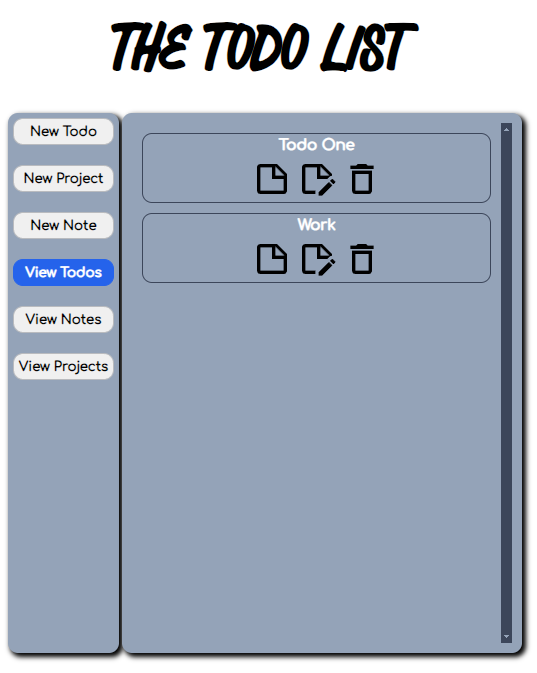 THE TODO LIST
New Todo
New Project
New Note
View Todos
View Notes
View Projects
Todo One
Work